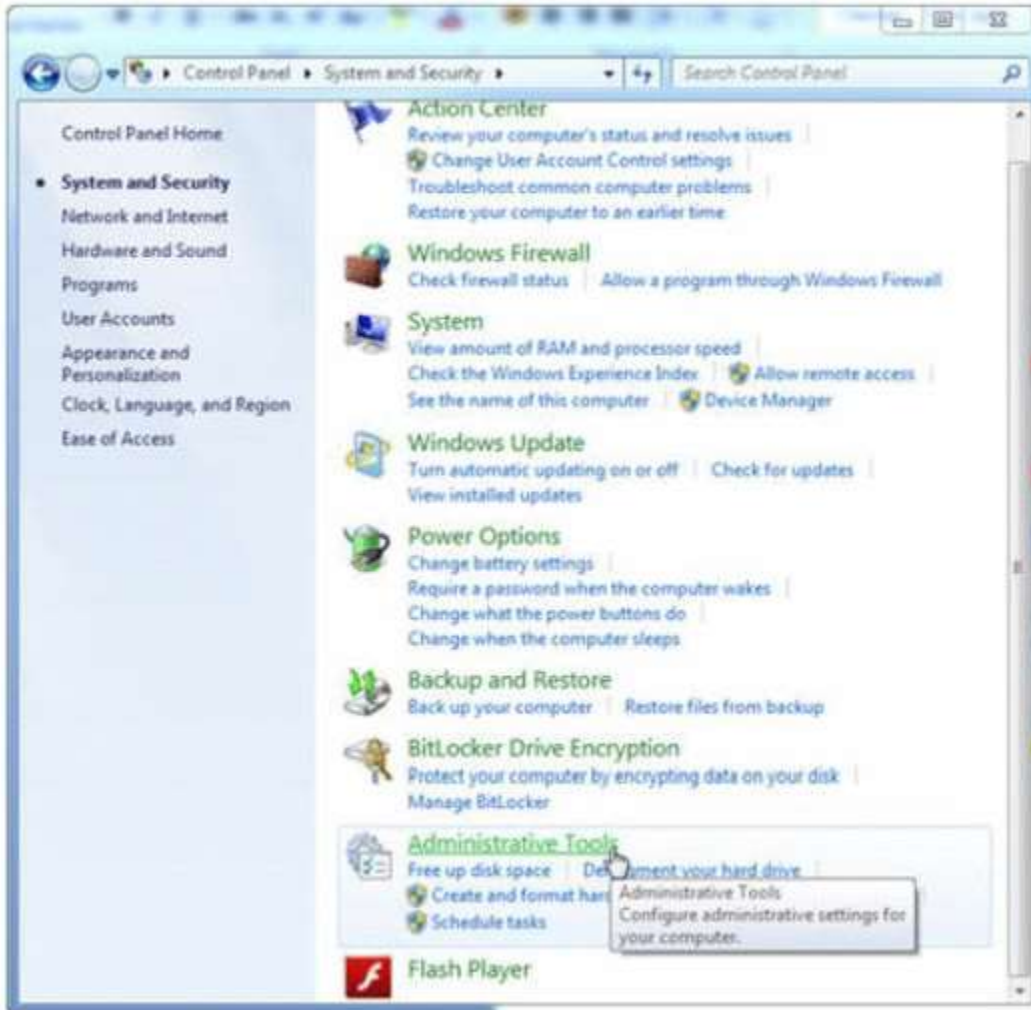 Control Panel
System and Security
Search Control Panel
Control Panel Home
System and Security
Network and Internet
Hardware and Sound
Programs
User Accounts
Appearance and
Personalization
Clock, Language, and Region
Ease of Access
Action Center
Review your computer's status and resolve issues
Change User Account Control settings
Troubleshoot common computer problems
Restore your computer to an earlier time
Windows Firewall
Check firewall status Allow a program through Windows Firewall
System
View amount of RAM and processor speed
Check the Windows Experience Index Allow remote access
See the name of this computer Device Manager
Windows Update
Turn automatic updating on or off Check for updates
View installed updates
Power Options
Change battery settings
Require a password when the computer wakes
Change what the power buttons do
Change when the computer sleeps
Backup and Restore
Back up your computer Restore files from backup
BitLocker Drive Encryption
Protect your computer by encrypting data on your disk
Manage BitLocker
Administrative Tools
Free up disk space your hard drive
Create and format hard
Schedule tasks
Administrative Tools
Configure administrative settings for
your computer.
Flash Player